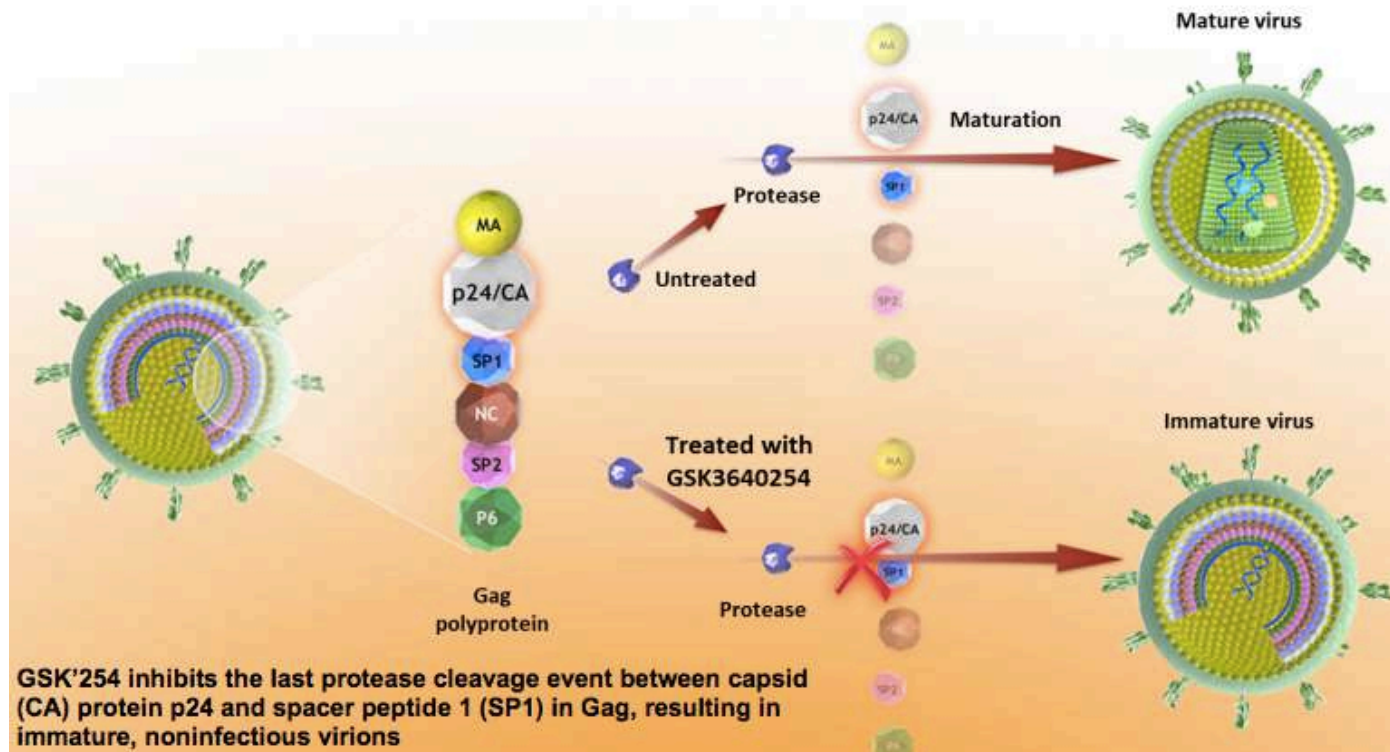 Mature virus
MA
p24/CA
Maturation
Protease
SP1
MA
Untreated
p24/CA
SP2
SP1
Immature virus
NC
Treated with
GSK3640254
MA
SP2
P6
p24/CA
SP1
Protease
Gag
polyprotein
GSK'254 inhibits the last protease cleavage event between capsid
(CA) protein p24 and spacer peptide 1 (SP1) in Gag, resulting in
immature, noninfectious virions
SP2